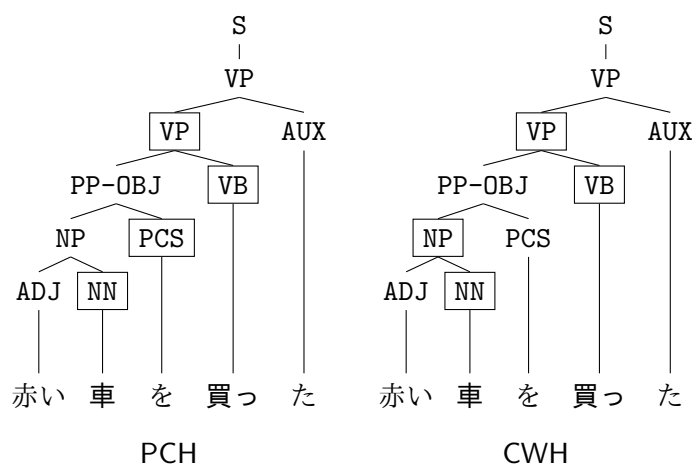 S S
VP VP
VP AUX VP AUX
PP-OBJ VB PP-OBJ VB
NP PCS NP PCS
ADJ NN ADJ NN
赤い 車 を 買っ た 赤い 車 を 買っ た
PCH CWH